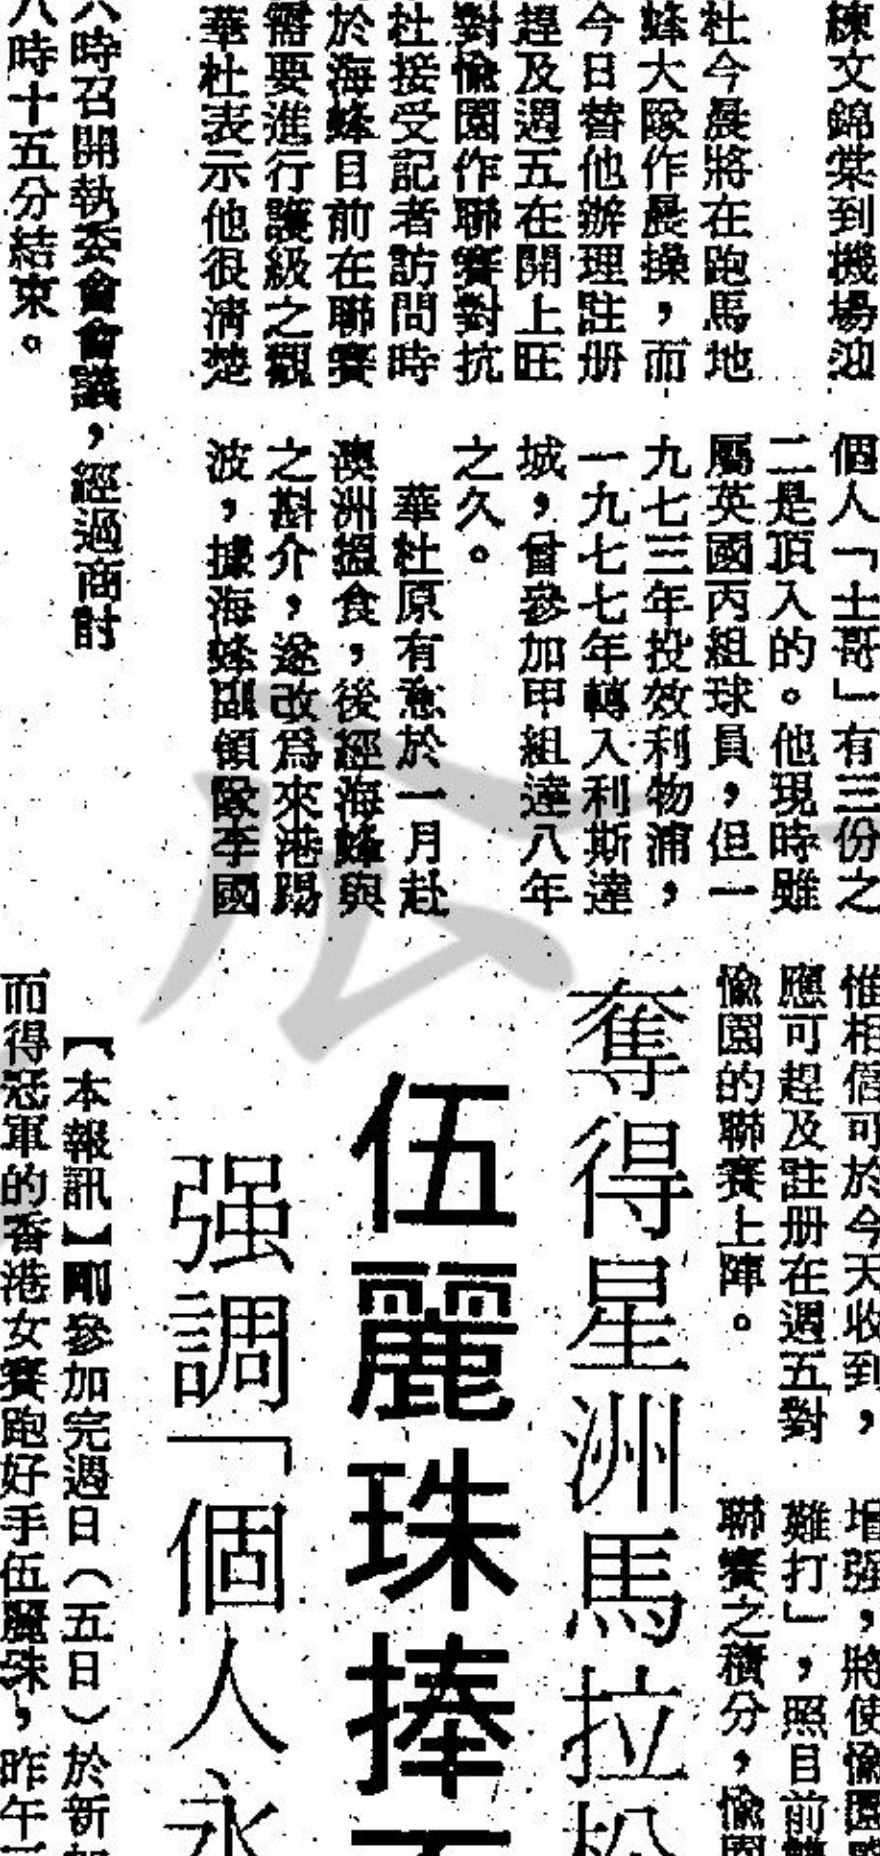 練文錦棠到機場迎
杜今晨將在跑馬地
蜂大隊作晨操，而
今日替他辦理註册
趕及週五在開上旺
對愉園作聯賽對抗
杜接受記者訪問時
於海蜂目前在聯賽
需要進行護級之觀
華杜表示他很清楚
六時召開執委會會議，經過商討
八時十五分結束。
個人「士哥」有三份之
二是頂入的。他現時雖
屬英國丙組球員，但一
九七三年投效利物浦，
一九七七年轉入利斯達
城，曾參加甲組達八年
之久。
華杜原有意於一月赴
澳洲搵食，後經海蜂與
之斟介，遂改爲來港踢
波，據海蜂副領隊李國
惟相信可於今天收到，
應可趕及註册在週五對
愉園的聯賽上陣。
增强，將使愉園
難打」，照目前
聯賽之積分，愉園
奪得星洲馬拉松
伍麗珠捧
强調「個人永
【本報訊】剛參加完週日（五日）於新加
而得冠軍的香港女賽跑好手伍麗珠，昨午
公